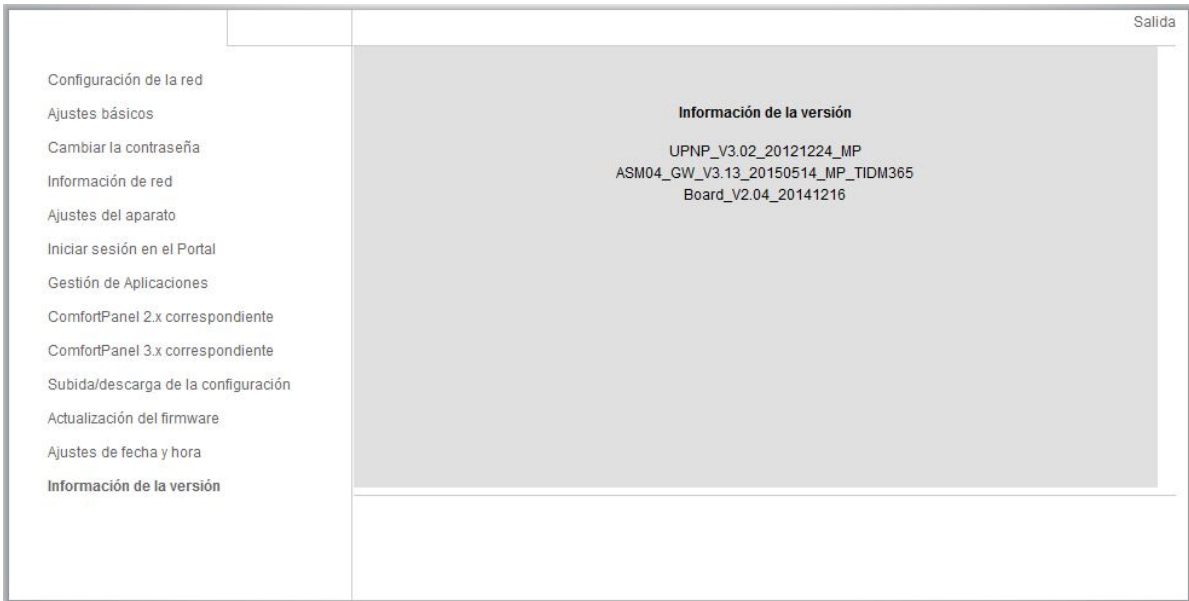 Salida
Configuración de la red
Ajustes básicos
Cambiar la contraseña
Información de red
Ajustes del aparato
Iniciar sesión en el Portal
Gestión de Aplicaciones
ComfortPanel 2.x correspondiente
ComfortPanel 3.x correspondiente
Subida/descarga de la configuración
Actualización del firmware
Ajustes de fecha y hora
Información de la versión
Información de la versión
UPNP_V3.02_20121224_MP
ASM04_GW_V3.13_20150514_MP_TIDM365
Board_V2.04_20141216